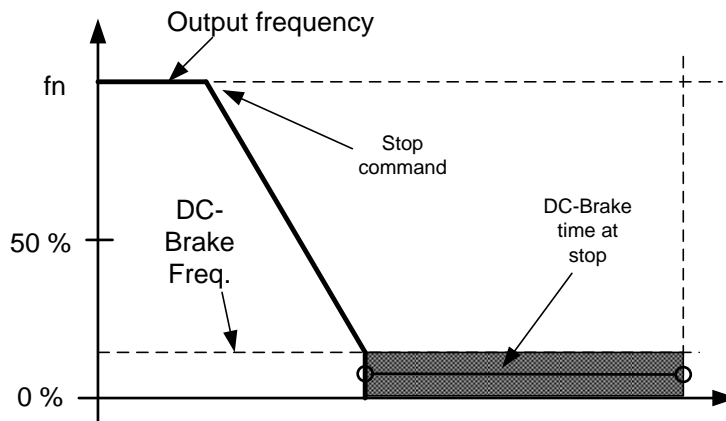 Output frequency
fn
Stop
command
DC-
Brake
Freq.
DC-Brake
time at
stop
50 %
0 %